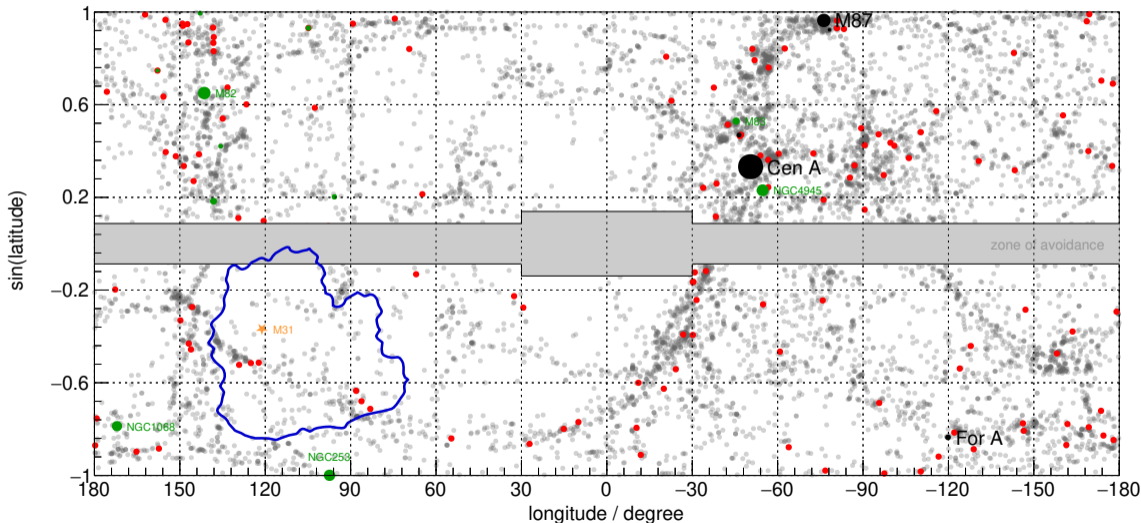 1
M87
M82
0.6
M83
Cen A
NGC4945
0.2
zone of avoidance
sin(latitude)
−0.2
M31
−0.6
NGC1068
For A
NGC253
−1
180 150 120 90 60 30 0 −30 −60 −90 −120 −150 −180
longitude / degree